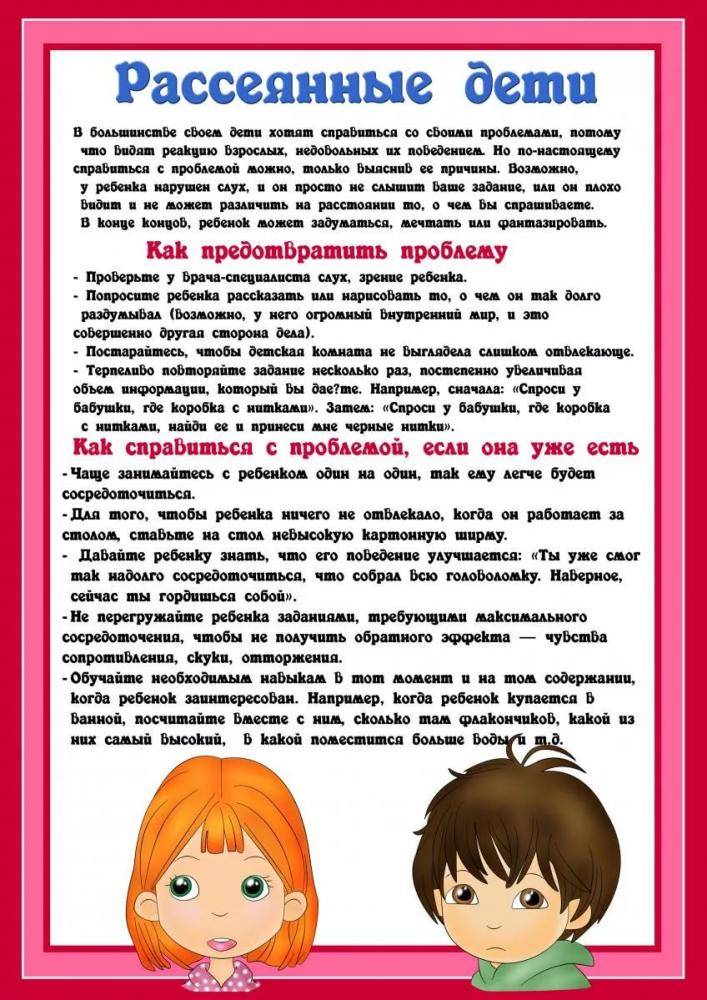 Рассеянные дети
В большинстве своем дети хотят справиться со своими проблемами, потому
что видят реакцию взрослых, недовольных их поведением. Но по-настоящему
справиться с проблемой можно, только выяснив ее причины. Возможно,
у ребенка нарушен слух, и он просто не слышит ваше задание, или он плохо
видит и не может различить на расстоянии то, о чем вы спрашиваете.
В конце концов, ребенок может задуматься, мечтать или фантазировать.
Как предотвратить проблему
- Проверьте у врача-специалиста слух, зрение ребенка.
- Попросите ребенка рассказать или нарисовать то, о чем он так долго
раздумывал (возможно, у него огромный внутренний мир, и это
совершенно другая сторона дела).
- Постарайтесь, чтобы детская комната не выглядела слишком отвлекающе.
- Терпеливо повторяйте задание несколько раз, постепенно увеличивая
объем информации, который вы дае?те. Например, сначала: «Спроси у
бабушки, где коробка с нитками». Затем: «Спроси у бабушки, где коробка
с нитками, найди ее и принеси мне черные нитки».
Как справиться с проблемой, если она уже есть
- Чаще занимайтесь с ребенком один на один, так ему легче будет
сосредоточиться.
- Для того, чтобы ребенка ничего не отвлекало, когда он работает за
столом, ставьте на стол невысокую картонную ширму.
- Давайте ребенку знать, что его поведение улучшается: «Ты уже смог
так надолго сосредоточиться, что собрал всю головоломку. Наверное,
сейчас ты гордишься собой».
- Не перегружайте ребенка заданиями, требующими максимального
сосредоточения, чтобы не получить обратного эффекта — чувства
сопротивления, скуки, отторжения.
- Обучайте необходимым навыкам в тот момент и на том содержании,
когда ребенок заинтересован. Например, когда ребенок купается в
ванной, посчитайте вместе с ним, сколько там флакончиков, какой из
них самый высокий, в какой поместится больше воды и т.д.